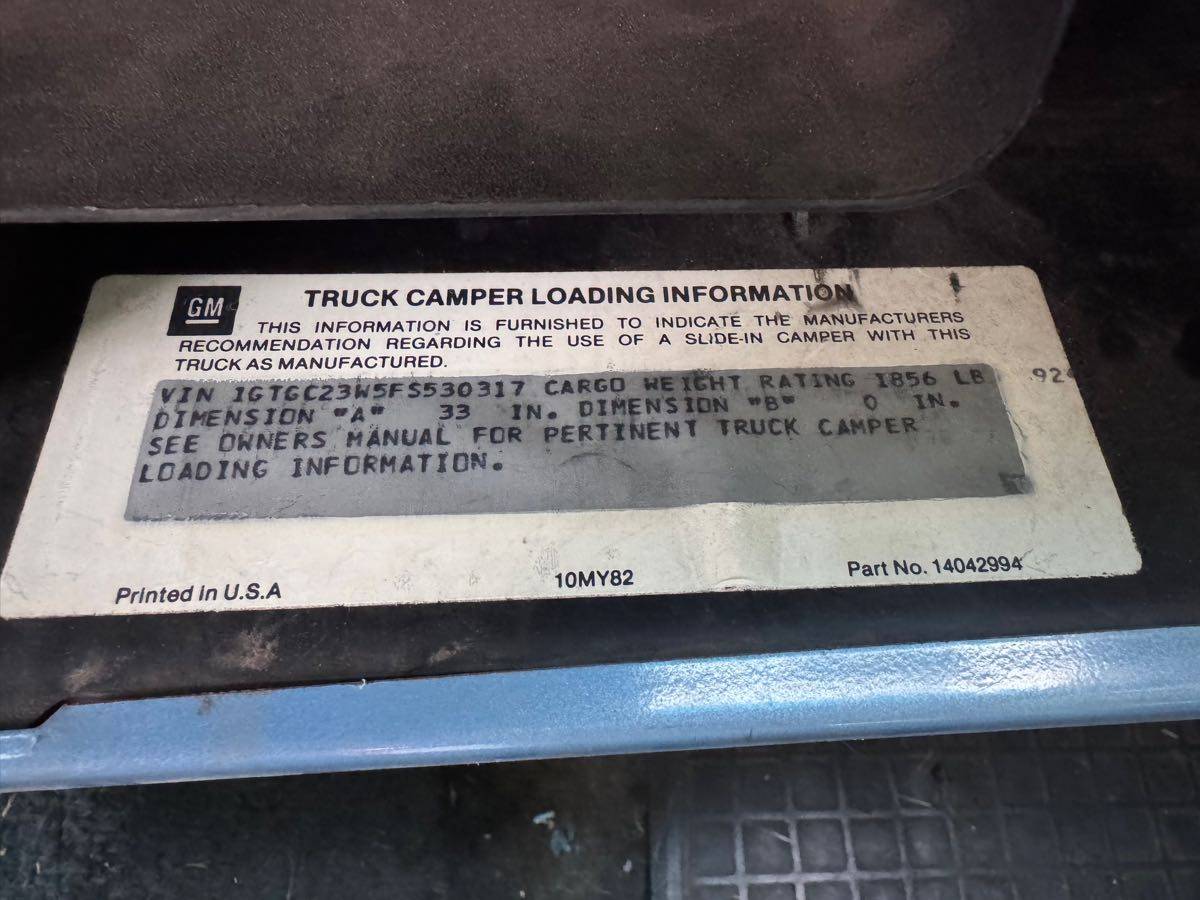 GM
TRUCK CAMPER LOADING INFORMATION
THIS INFORMATION IS FURNISHED TO INDICATE THE MANUFACTURERS
RECOMMENDATION REGARDING THE USE OF A SLIDE-IN CAMPER WITH THIS
TRUCK AS MANUFACTURED.
VIN 1GTGC23W5FS530317 CARGO WEIGHT RATING 1856 LB
DIMENSION "A" 33 IN. DIMENSION "B" 0 IN.
SEE OWNERS MANUAL FOR PERTINENT TRUCK CAMPER
LOADING INFORMATION.
Printed in U.S.A 10MY82 Part No. 14042994